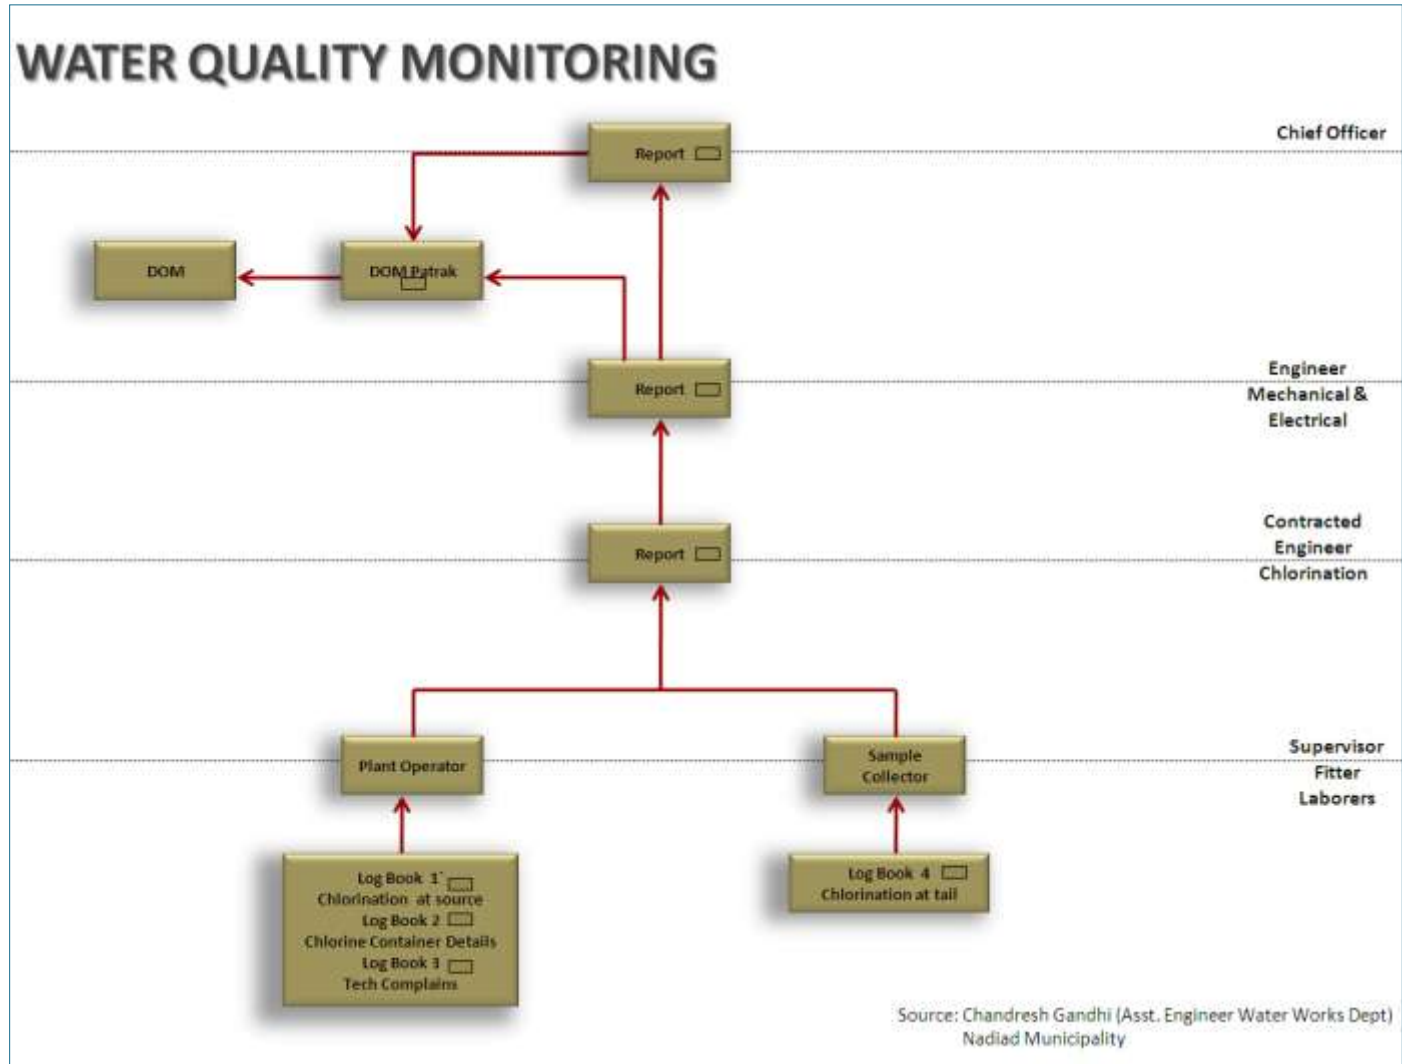 WATER QUALITY MONITORING
Chief Officer
Report
DOM
DOM Patrak
Engineer
Mechanical &
Electrical
Report
Contracted
Engineer
Chlorination
Report
Supervisor
Fitter
Laborers
Plant Operator
Sample
Collector
Log Book 1`
Chlorination at source
Log Book 2
Chlorine Container Details
Log Book 3
Tech Complains
Log Book 4
Chlorination at tail
Source: Chandresh Gandhi (Asst. Engineer Water Works Dept)
Nadiad Municipality